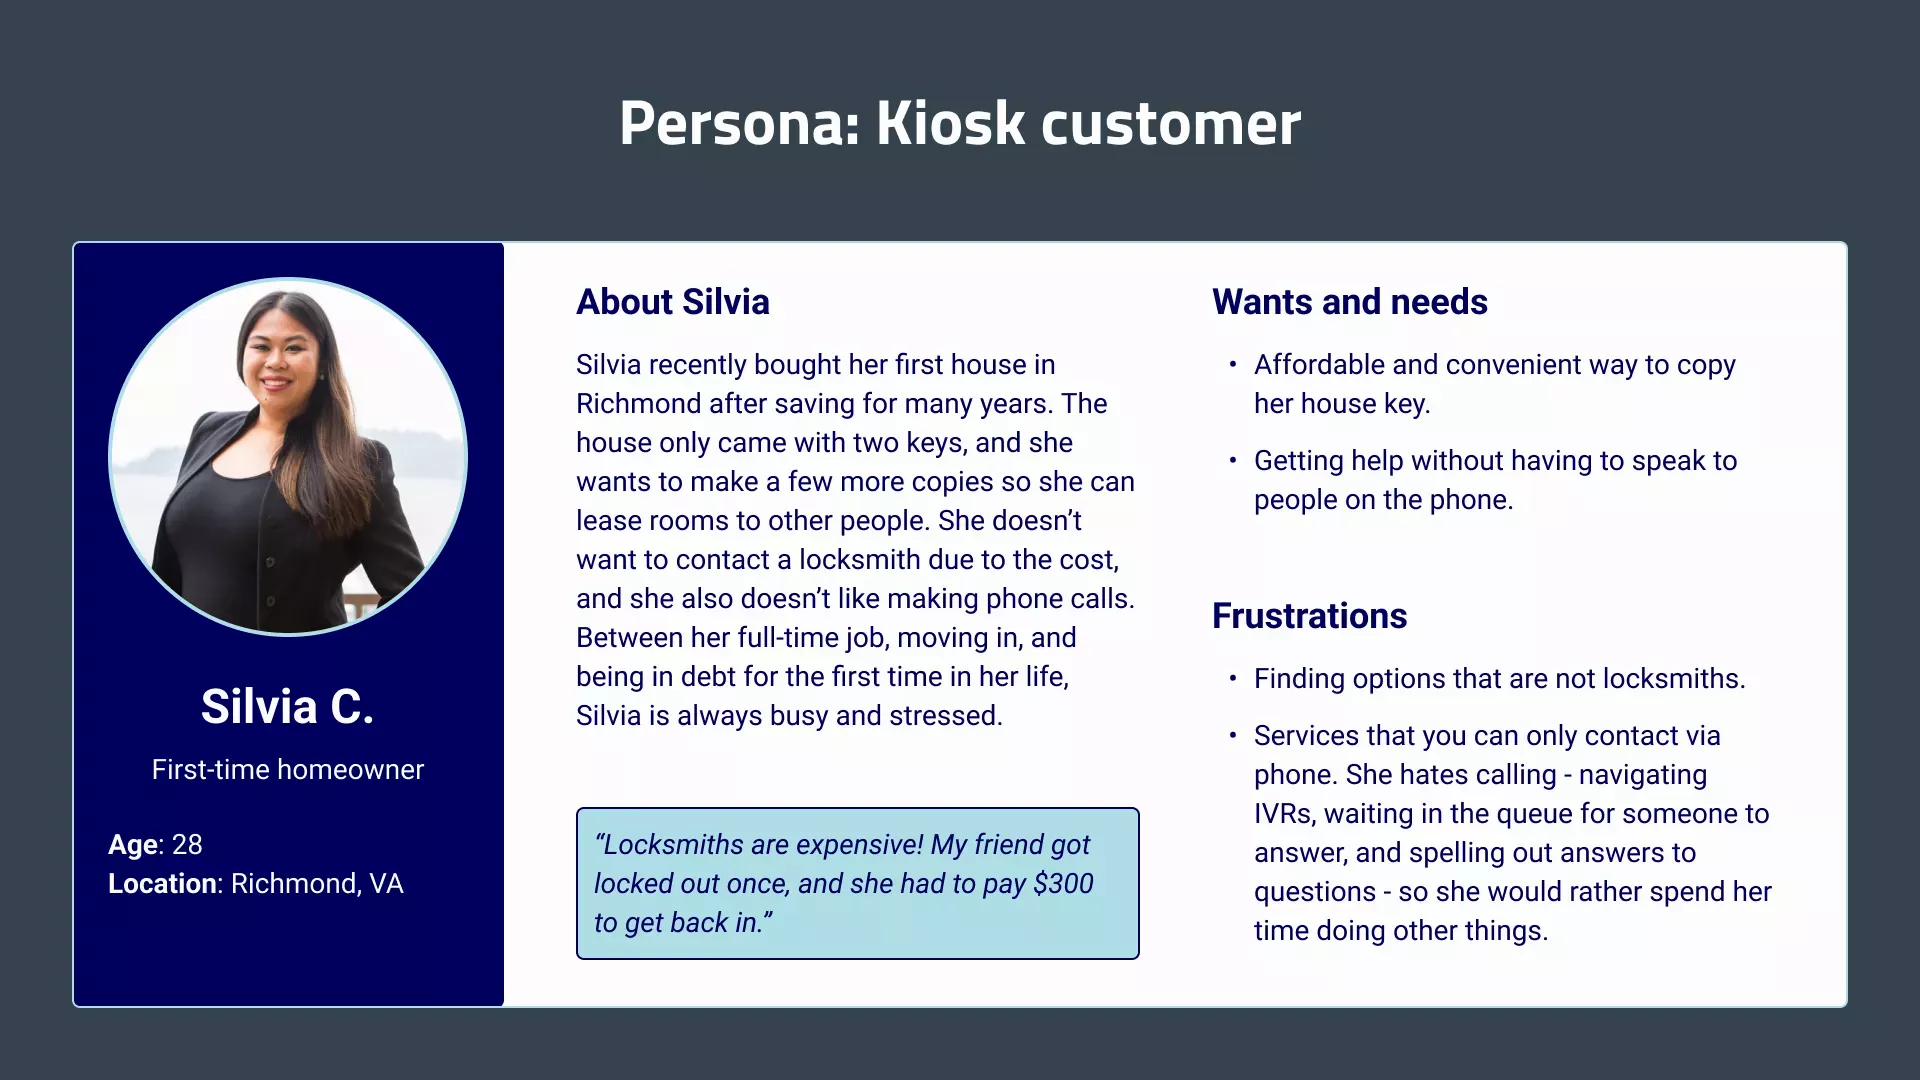 Persona: Kiosk customer
Silvia C.
First-time homeowner
Age: 28
Location: Richmond, VA
About Silvia
Silvia recently bought her first house in
Richmond after saving for many years. The
house only came with two keys, and she
wants to make a few more copies so she can
lease rooms to other people. She doesn’t
want to contact a locksmith due to the cost,
and she also doesn’t like making phone calls.
Between her full-time job, moving in, and
being in debt for the first time in her life,
Silvia is always busy and stressed.
“Locksmiths are expensive! My friend got
locked out once, and she had to pay $300
to get back in.”
Wants and needs
• Affordable and convenient way to copy
her house key.
• Getting help without having to speak to
people on the phone.
Frustrations
• Finding options that are not locksmiths.
• Services that you can only contact via
phone. She hates calling - navigating
IVRs, waiting in the queue for someone to
answer, and spelling out answers to
questions - so she would rather spend her
time doing other things.